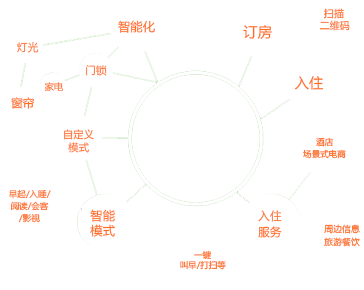 扫描
二维码
智能化
订房
灯光
门锁
家电
入住
窗帘
自定义
模式
酒店
场景式电商
早起/入睡/
阅读/会客
/影视
智能
模式
入住
服务
周边信息
旅游餐饮
一键
叫早/打扫等